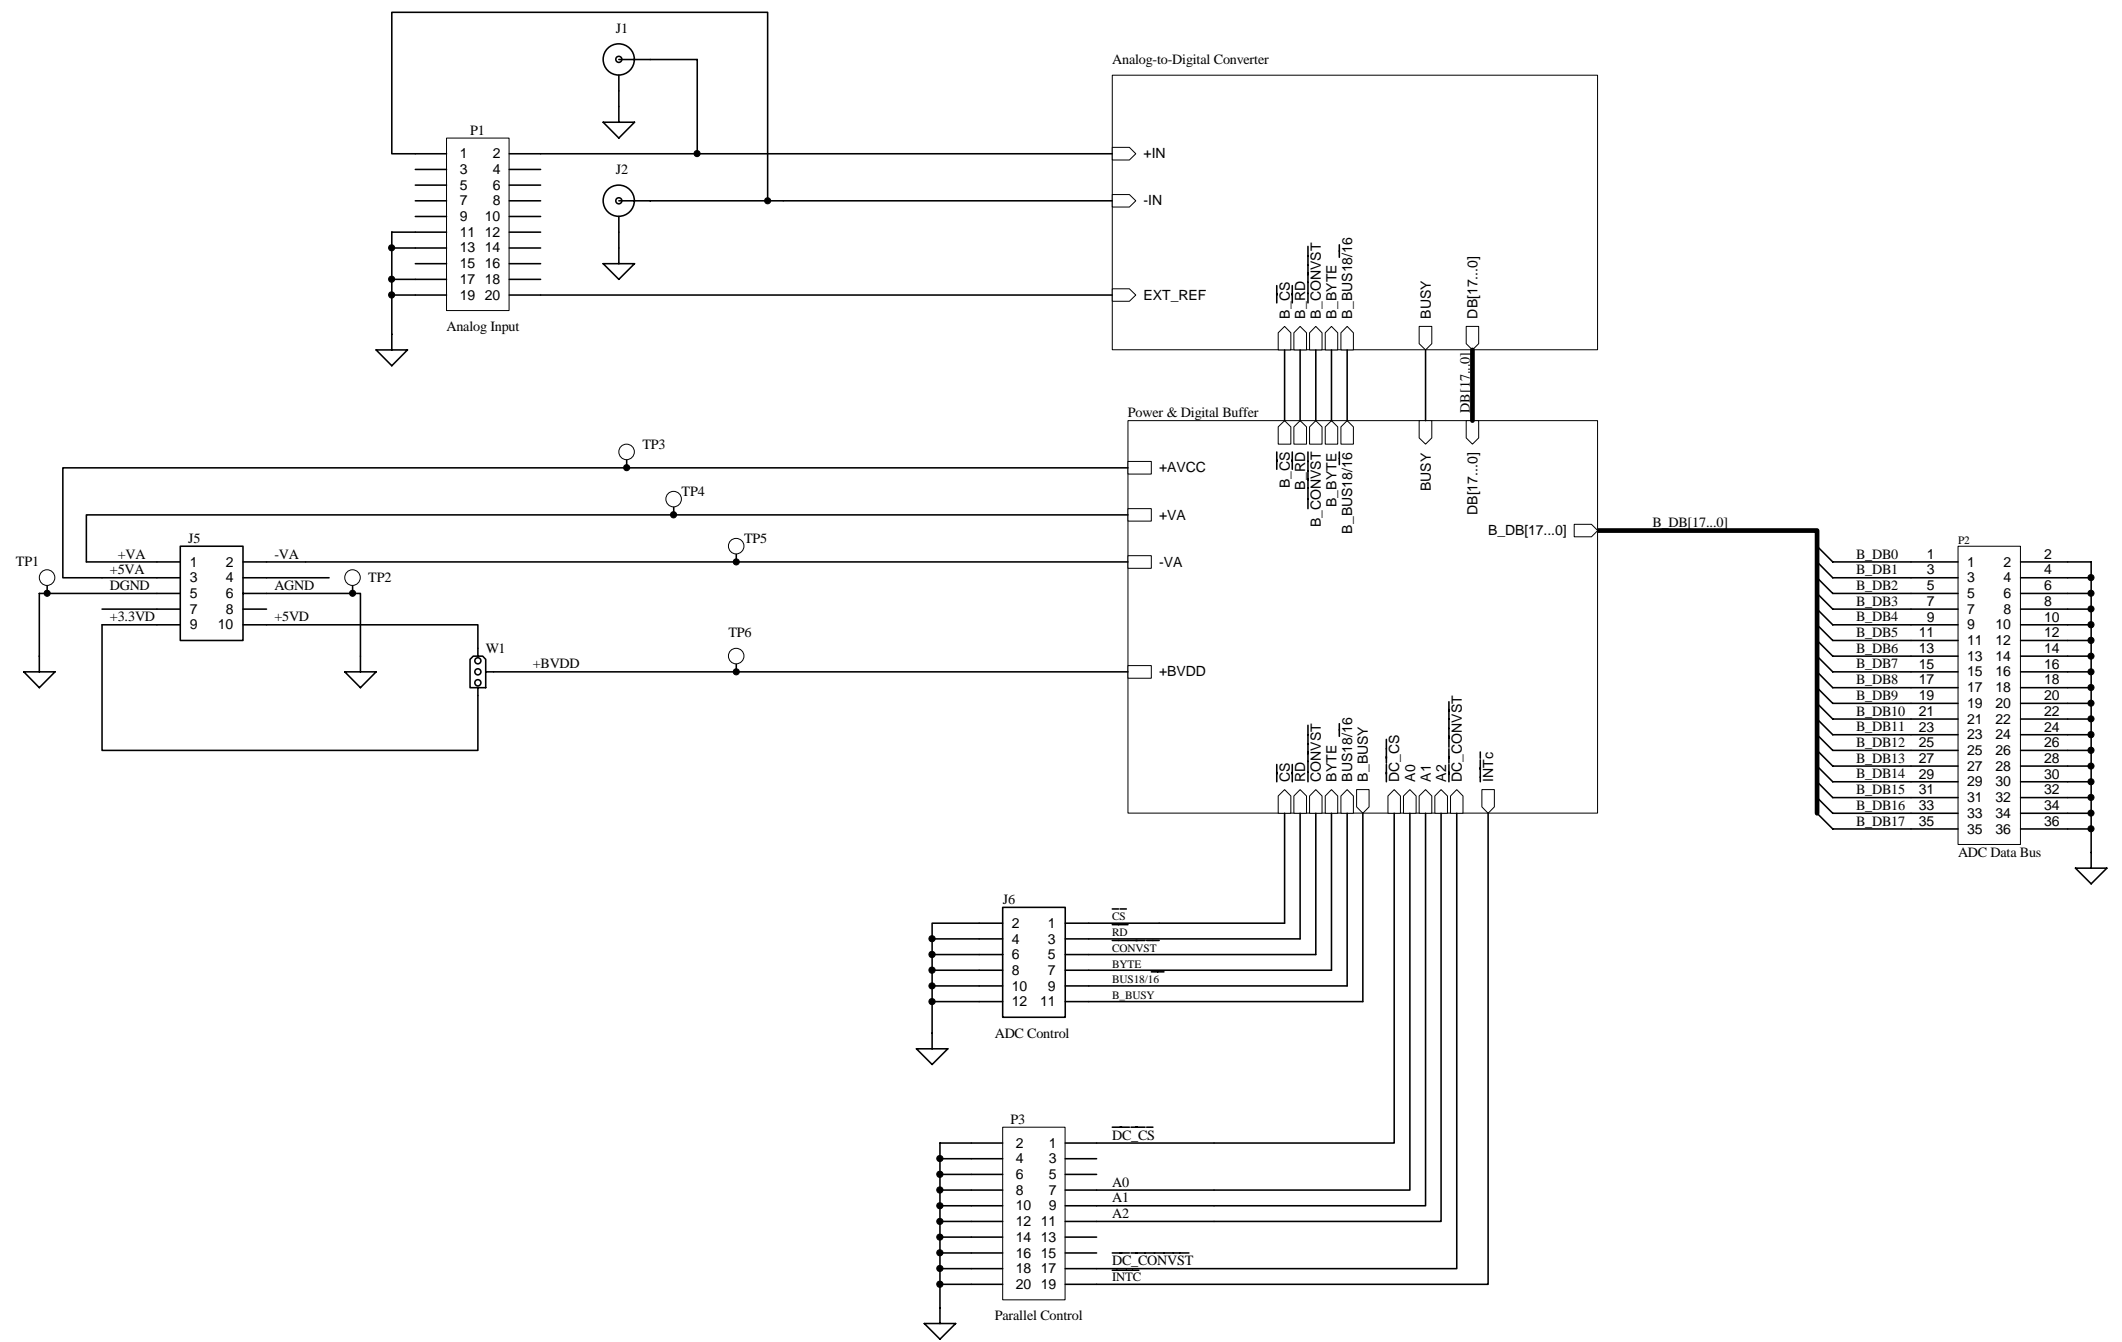 J1
Analog-to-Digital Converter
P1
1 2
3 4
5 6
7 8
9 10
11 12
13 14
15 16
17 18
19 20
Analog Input
J2
+IN
-IN
EXT_REF
B_CS
B_RD
B_CONVST
B_BYTE
B_BUS18/16
BUSY
DB[17...0]
DB[17...0]
Power & Digital Buffer
B_CS
B_RD
B_CONVST
B_BYTE
B_BUS18/16
BUSY
DB[17...0]
TP3
+AVCC
TP4
+VA
TP5
-VA
B_DB[17...0]
B_DB[17...0]
J5
TP1
TP2
+VA 1 2 -VA
+5VA 3 4
DGND 5 6 AGND
7 8
+3.3VD 9 10 +5VD
W1
TP6
+BVDD
+BVDD
CS
RD
CONVST
BYTE
BUS18/16
B_BUSY
DC_CS
A0
A1
A2
DC_CONVST
INTc
P2
B_DB0 1 1 2 2
B_DB1 3 3 4 4
B_DB2 5 5 6 6
B_DB3 7 7 8 8
B_DB4 9 9 10 10
B_DB5 11 11 12 12
B_DB6 13 13 14 14
B_DB7 15 15 16 16
B_DB8 17 17 18 18
B_DB9 19 19 20 20
B_DB10 21 21 22 22
B_DB11 23 23 24 24
B_DB12 25 25 26 26
B_DB13 27 27 28 28
B_DB14 29 29 30 30
B_DB15 31 31 32 32
B_DB16 33 33 34 34
B_DB17 35 35 36 36
ADC Data Bus
J6
2 1 CS
4 3 RD
6 5 CONVST
8 7 BYTE
10 9 BUS18/16
12 11 B_BUSY
ADC Control
P3
2 1 DC_CS
4 3
6 5
8 7 A0
10 9 A1
12 11 A2
14 13
16 15
18 17 DC_CONVST
20 19 INTC
Parallel Control